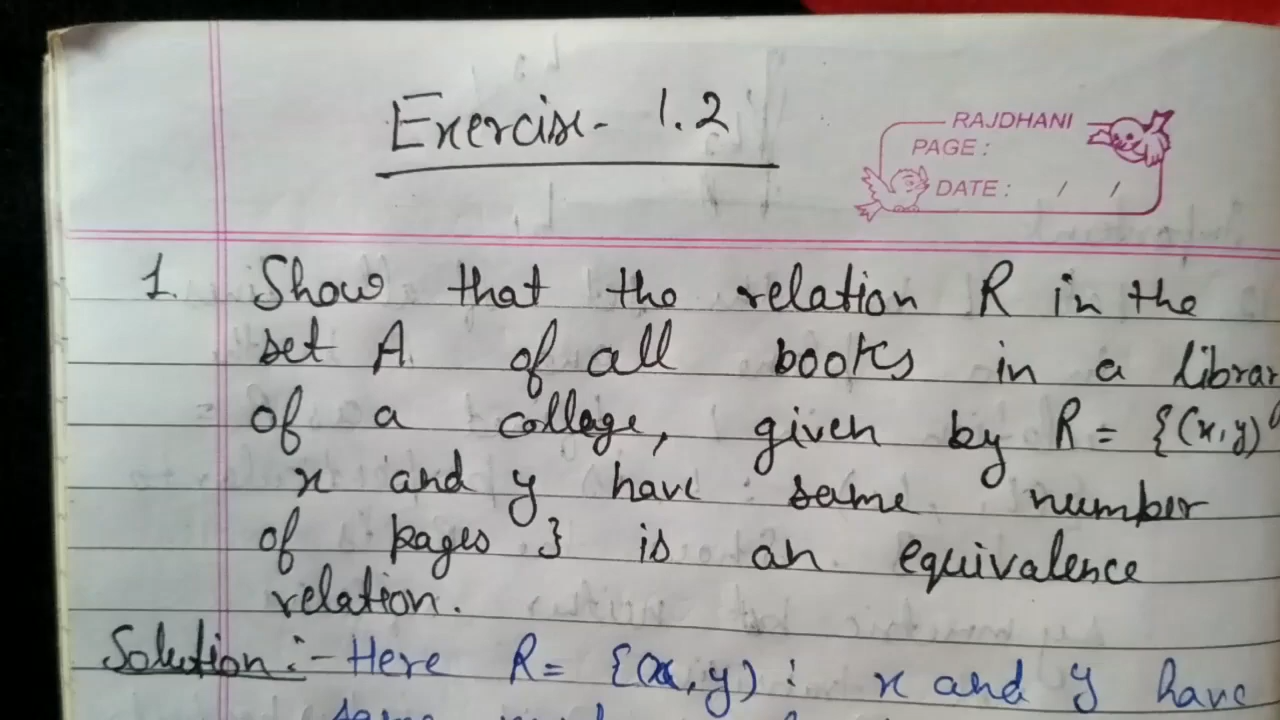 Exercise- 1.2
RAJDHANI
PAGE :
DATE : / /
1. Show that the relation R in the
set A of all books in a librar
of a college, given by R = {(x,y)
x and y have same number
of pages } is an equivalence
relation.
Solution :- Here R = {(x,y) : x and y have
same